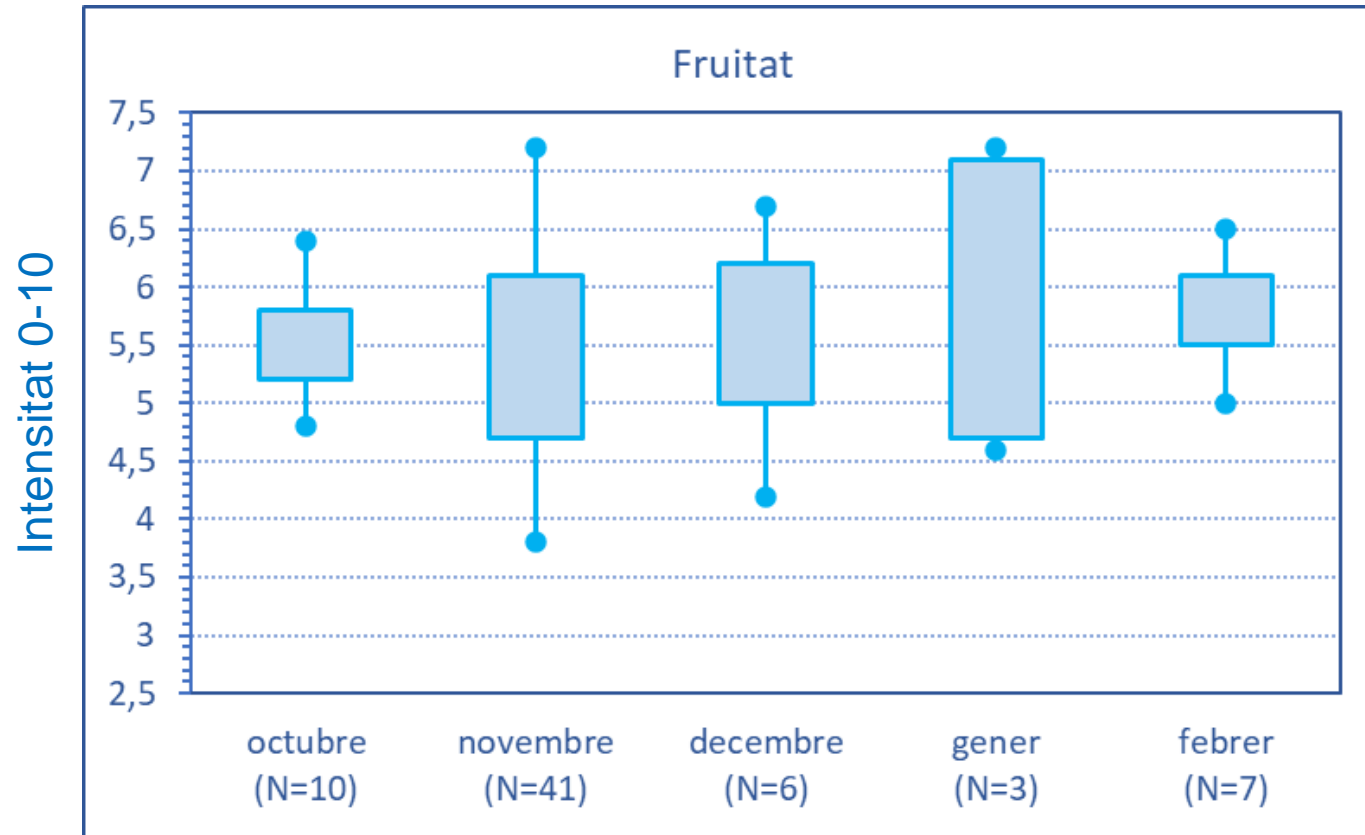 Fruitat
Intensitat 0-10
7,5
7
6,5
6
5,5
5
4,5
4
3,5
3
2,5
octubre novembre decembre gener febrer
(N=10) (N=41) (N=6) (N=3) (N=7)